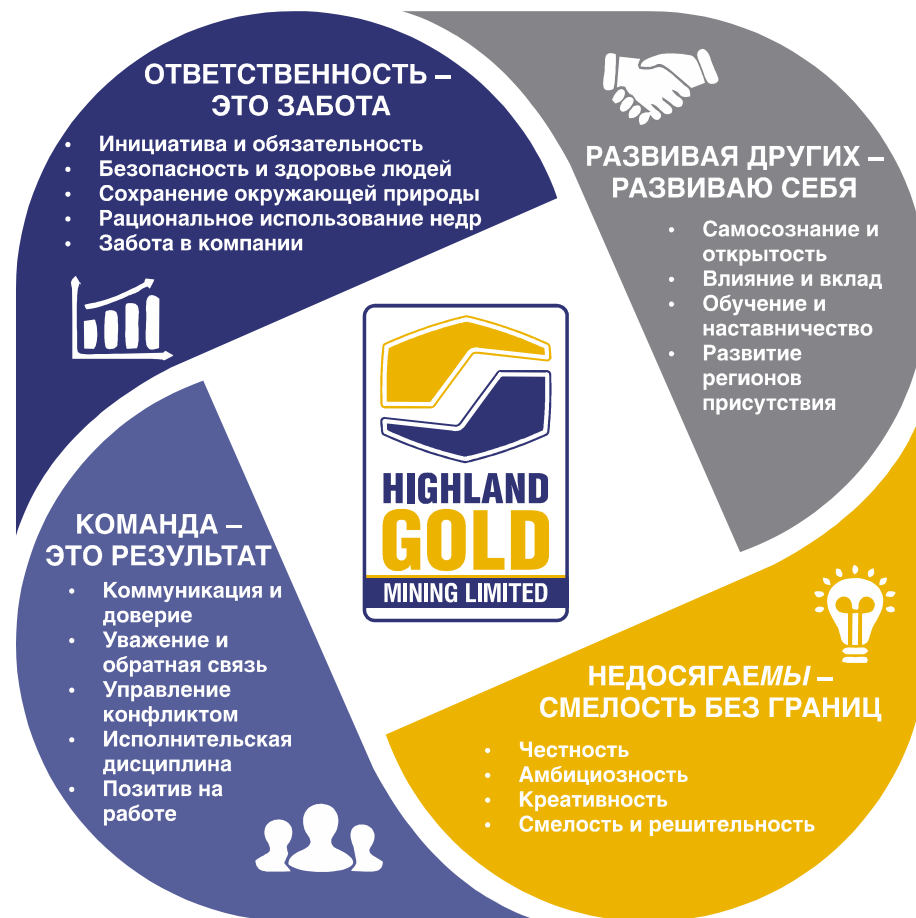 ОТВЕТСТВЕННОСТЬ –
ЭТО ЗАБОТА
• Инициатива и обязательность
• Безопасность и здоровье людей
• Сохранение окружающей природы
• Рациональное использование недр
• Забота в компании
РАЗВИВАЯ ДРУГИХ –
РАЗВИВАЮ СЕБЯ
• Самосознание и
открытость
• Влияние и вклад
• Обучение и
наставничество
• Развитие
регионов
присутствия
HIGHLAND
GOLD
MINING LIMITED
КОМАНДА –
ЭТО РЕЗУЛЬТАТ
• Коммуникация и
доверие
• Уважение и
обратная связь
• Управление
конфликтом
• Исполнительская
дисциплина
• Позитив на
работе
НЕДОСЯГАЕМЫ –
СМЕЛОСТЬ БЕЗ ГРАНИЦ
• Честность
• Амбициозность
• Креативность
• Смелость и решительность